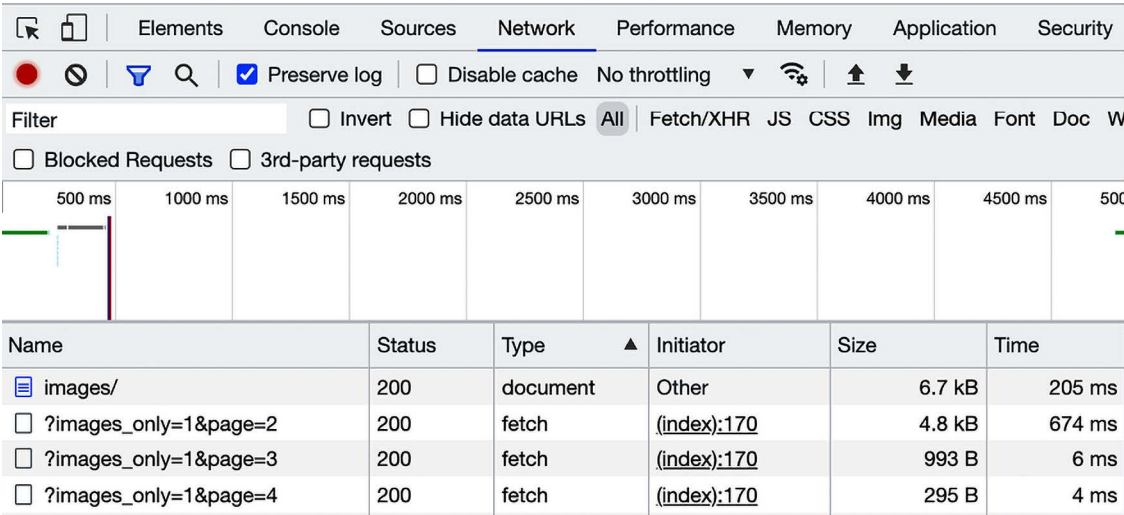 Elements Console Sources Network Performance Memory Application Security
Preserve log Disable cache No throttling
Filter Invert Hide data URLs All Fetch/XHR JS CSS Img Media Font Doc W
Blocked Requests 3rd-party requests
500 ms 1000 ms 1500 ms 2000 ms 2500 ms 3000 ms 3500 ms 4000 ms 4500 ms 500
Name Status Type ▲ Initiator Size Time
images/ 200 document Other 6.7 kB 205 ms
?images_only=1&page=2 200 fetch (index):170 4.8 kB 674 ms
?images_only=1&page=3 200 fetch (index):170 993 B 6 ms
?images_only=1&page=4 200 fetch (index):170 295 B 4 ms